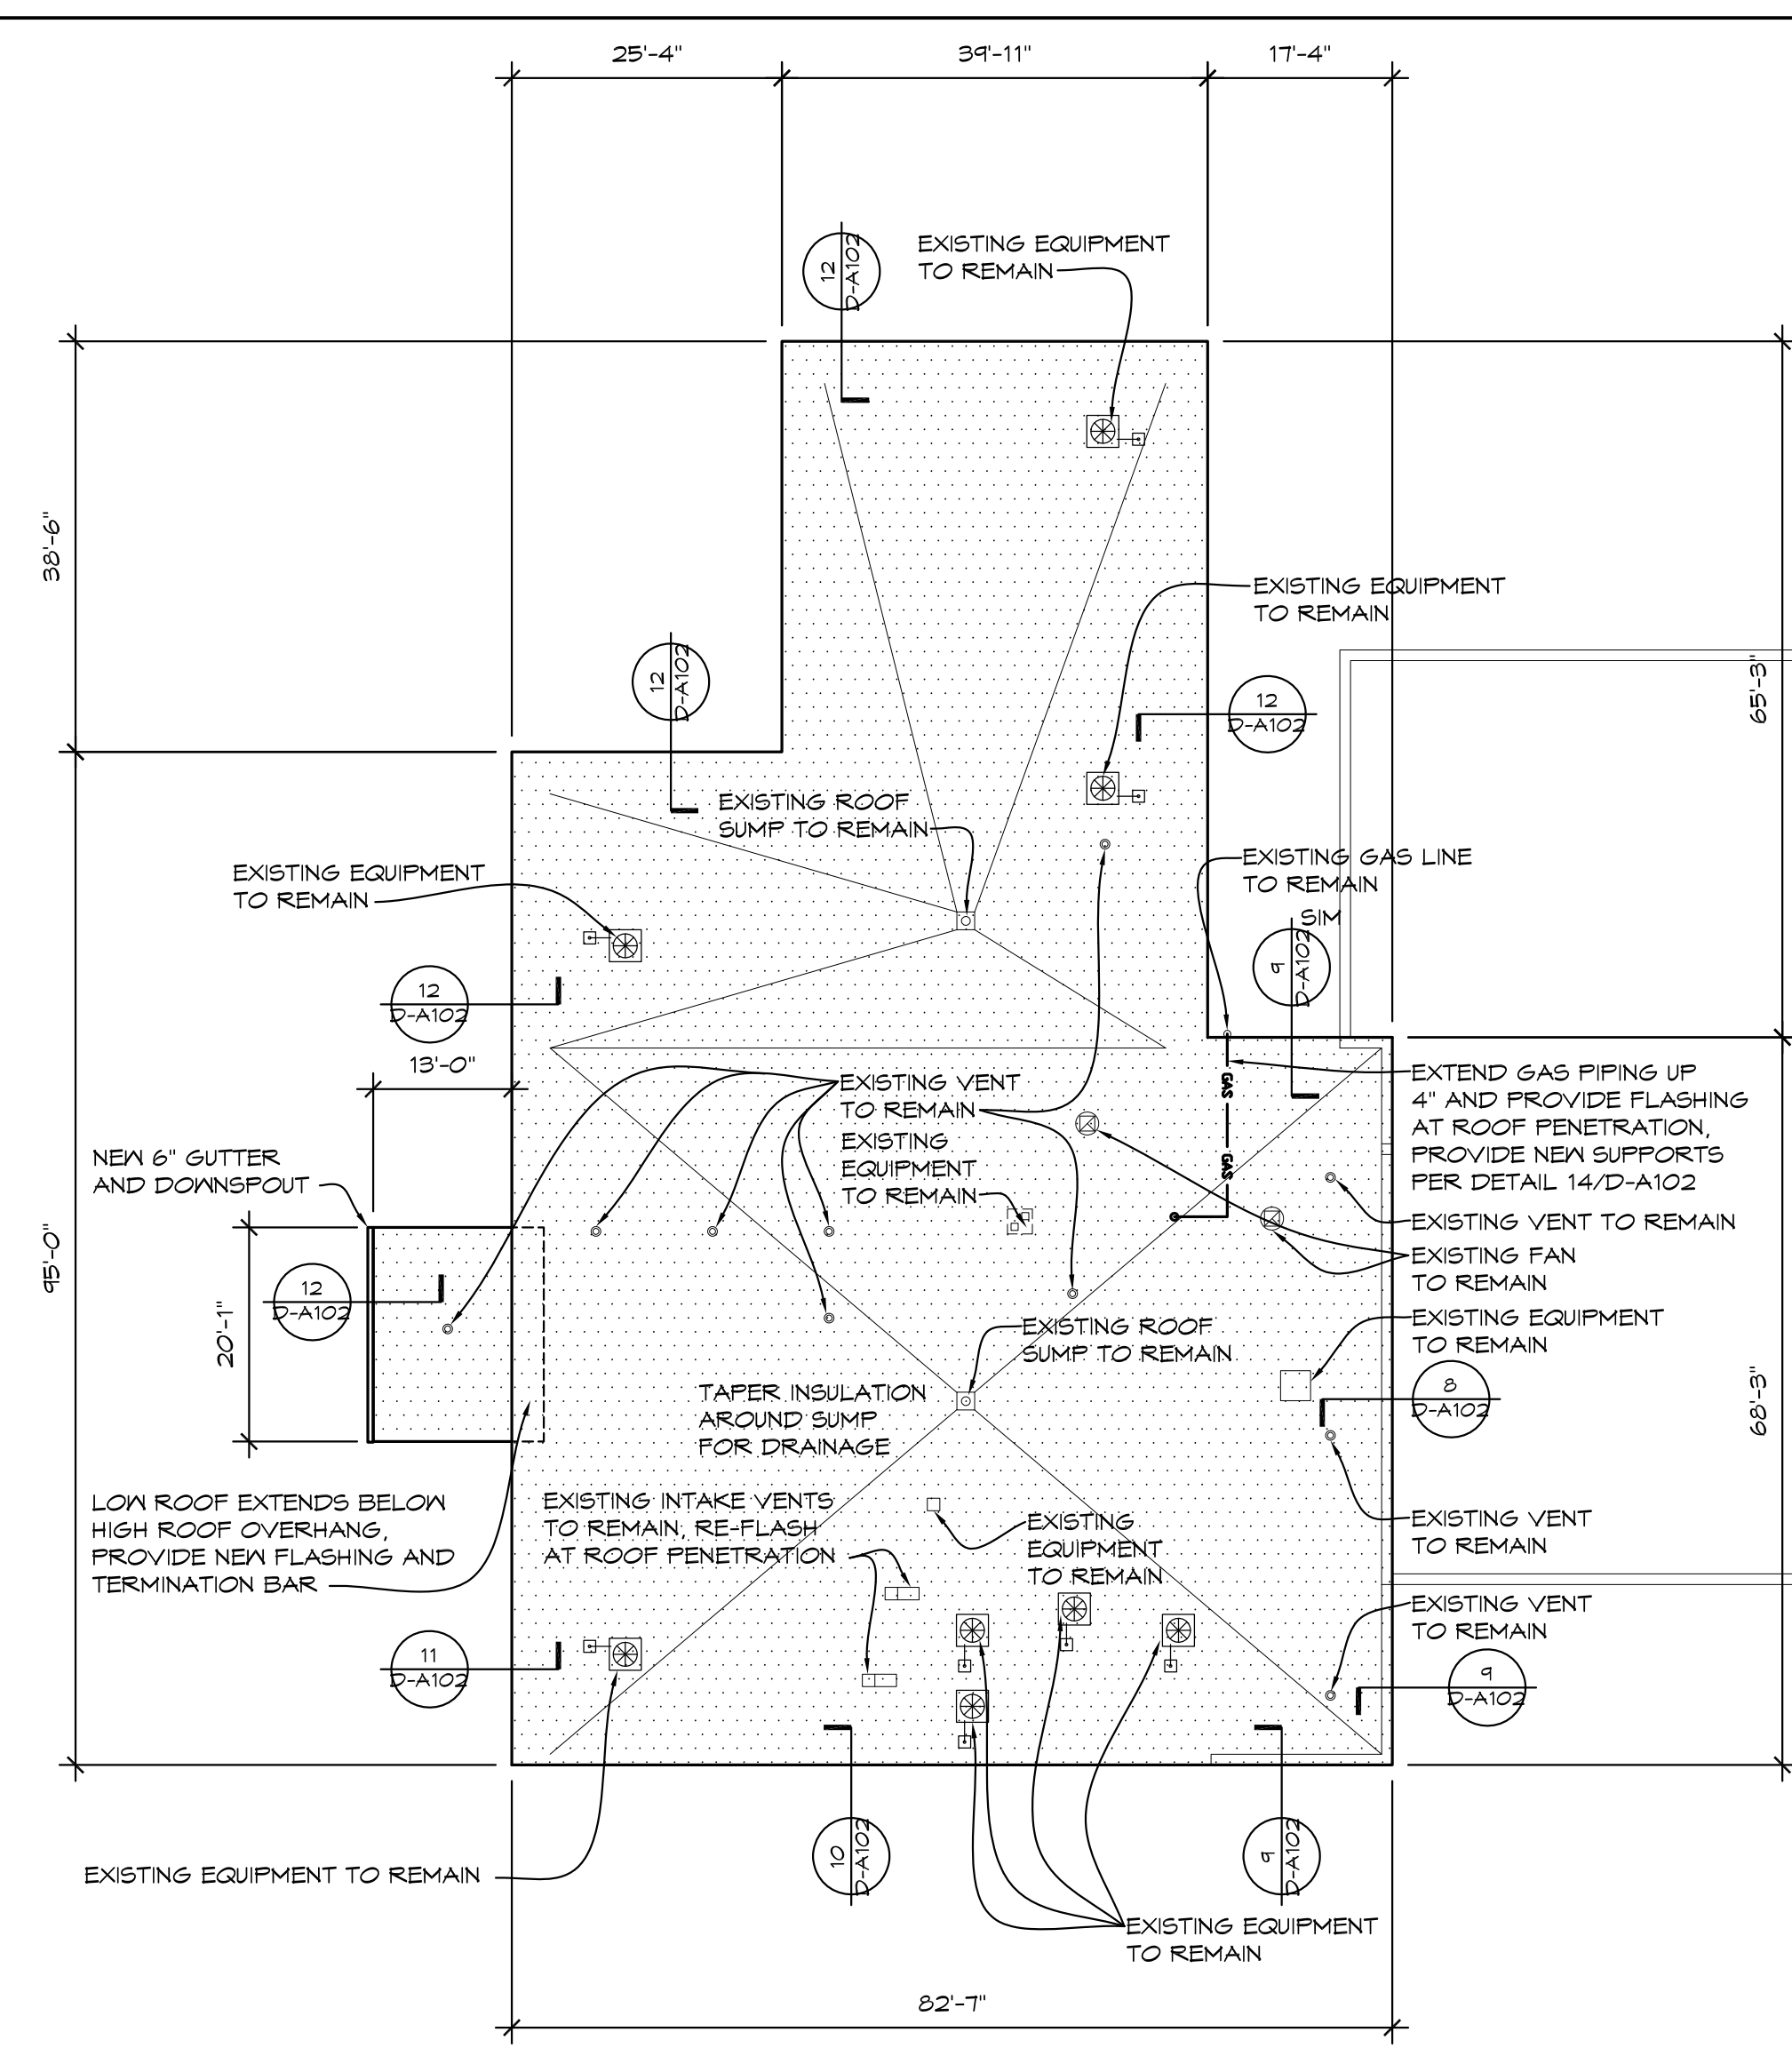 25'-4"
39'-11"
17'-4"
12
D-A102
EXISTING EQUIPMENT
TO REMAIN
38'-6"
EXISTING EQUIPMENT
TO REMAIN
12
D-A102
12
D-A102
65'-3"
EXISTING ROOF
SUMP TO REMAIN
EXISTING EQUIPMENT
TO REMAIN
EXISTING GAS LINE
TO REMAIN
SIM
9
D-A102
12
D-A102
13'-0"
EXISTING VENT
TO REMAIN
EXISTING
EQUIPMENT
TO REMAIN
GAS
GAS
EXTEND GAS PIPING UP
4" AND PROVIDE FLASHING
AT ROOF PENETRATION,
PROVIDE NEW SUPPORTS
PER DETAIL 14/D-A102
NEW 6" GUTTER
AND DOWNSPOUT
EXISTING VENT TO REMAIN
EXISTING FAN
TO REMAIN
95'-0"
12
D-A102
20'-1"
EXISTING ROOF
SUMP TO REMAIN
EXISTING EQUIPMENT
TO REMAIN
8
D-A102
68'-3"
TAPER INSULATION
AROUND SUMP
FOR DRAINAGE
LOW ROOF EXTENDS BELOW
HIGH ROOF OVERHANG,
PROVIDE NEW FLASHING AND
TERMINATION BAR
EXISTING INTAKE VENTS
TO REMAIN, RE-FLASH
AT ROOF PENETRATION
EXISTING
EQUIPMENT
TO REMAIN
EXISTING VENT
TO REMAIN
EXISTING VENT
TO REMAIN
11
D-A102
9
D-A102
10
D-A102
9
D-A102
EXISTING EQUIPMENT TO REMAIN
EXISTING EQUIPMENT
TO REMAIN
82'-7"